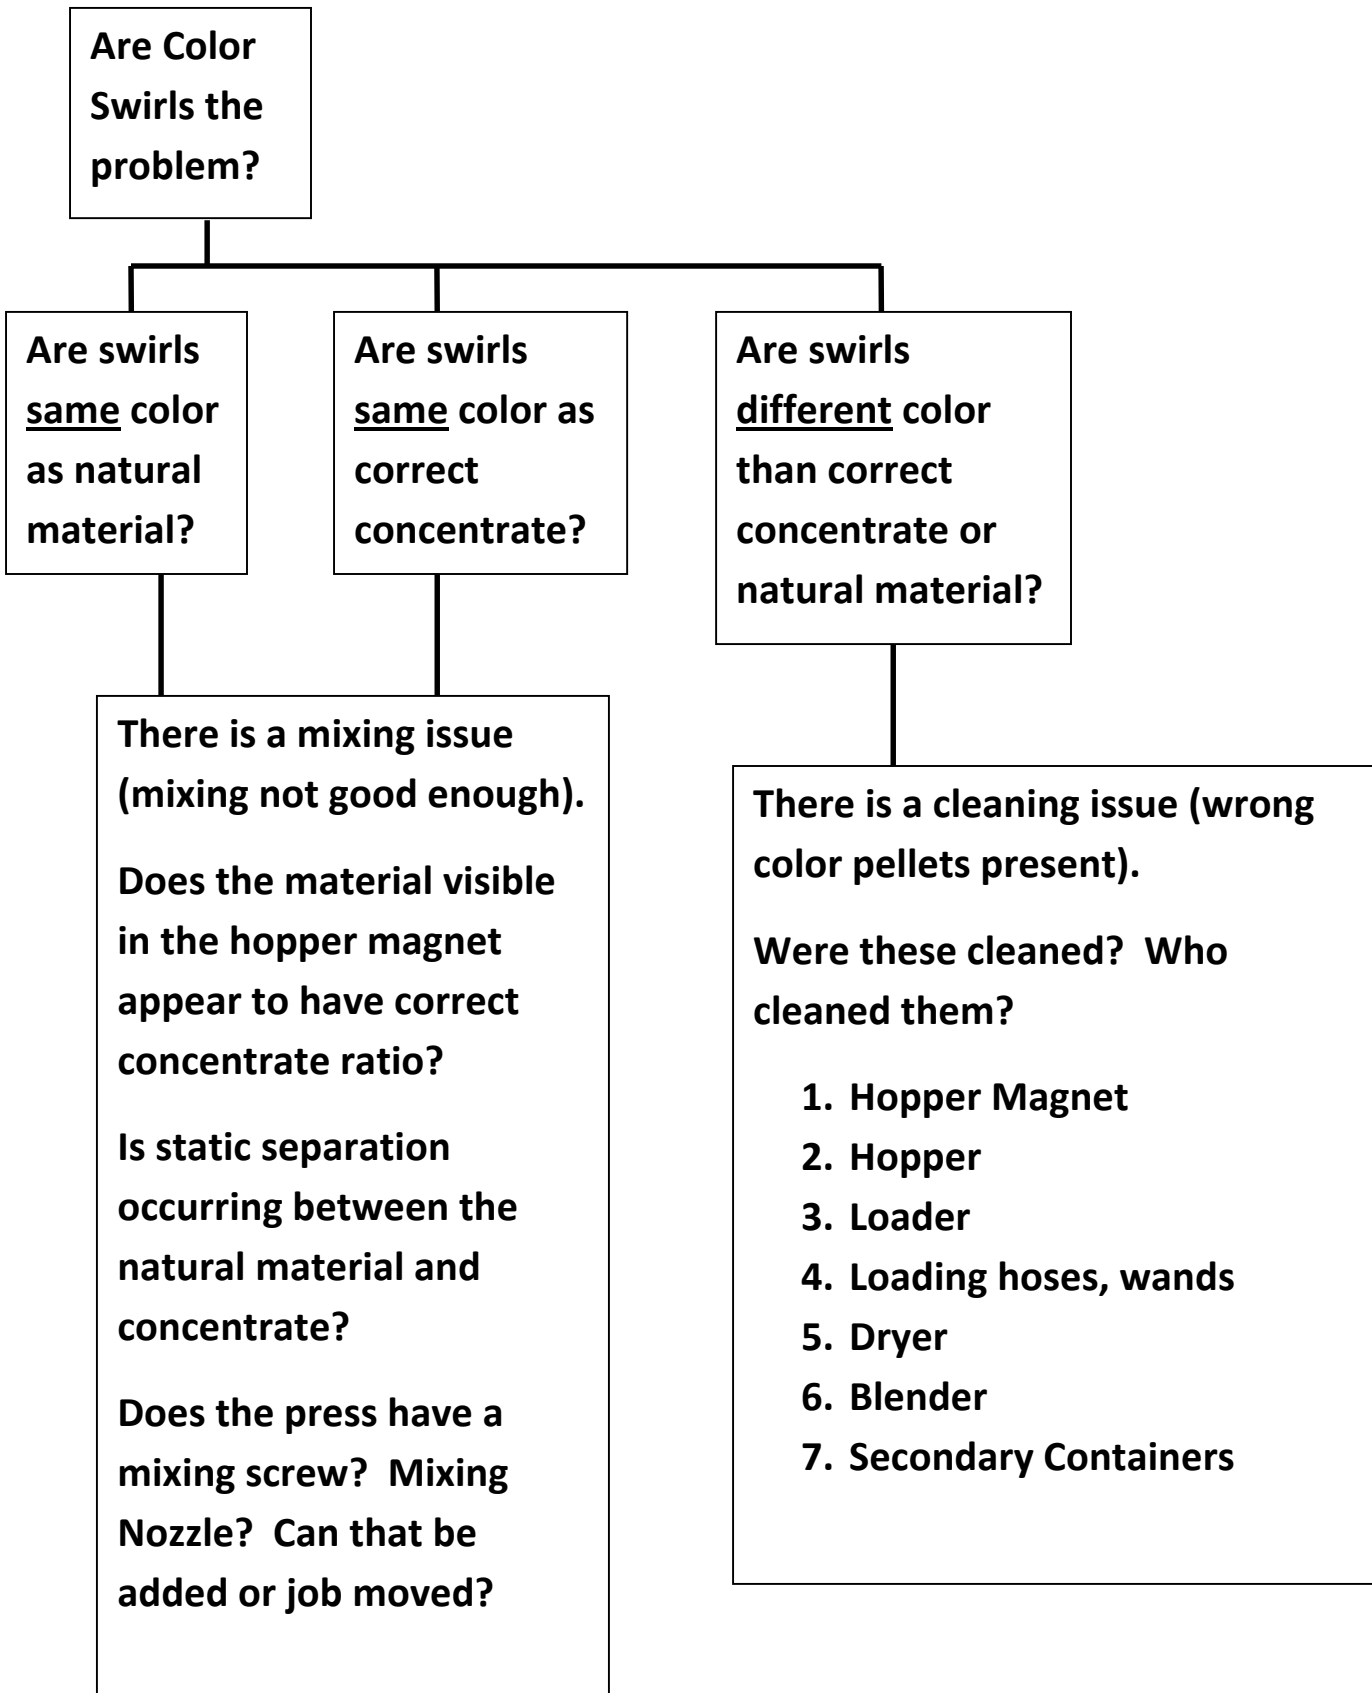 Are Color
Swirls the
problem?
Are swirls
same color
as natural
material?
Are swirls
same color as
correct
concentrate?
Are swirls
different color
than correct
concentrate or
natural material?
There is a mixing issue
(mixing not good enough).
Does the material visible
in the hopper magnet
appear to have correct
concentrate ratio?
Is static separation
occurring between the
natural material and
concentrate?
Does the press have a
mixing screw?  Mixing
Nozzle?  Can that be
added or job moved?
There is a cleaning issue (wrong
color pellets present).
Were these cleaned?  Who
cleaned them?
1. Hopper Magnet
2. Hopper
3. Loader
4. Loading hoses, wands
5. Dryer
6. Blender
7. Secondary Containers